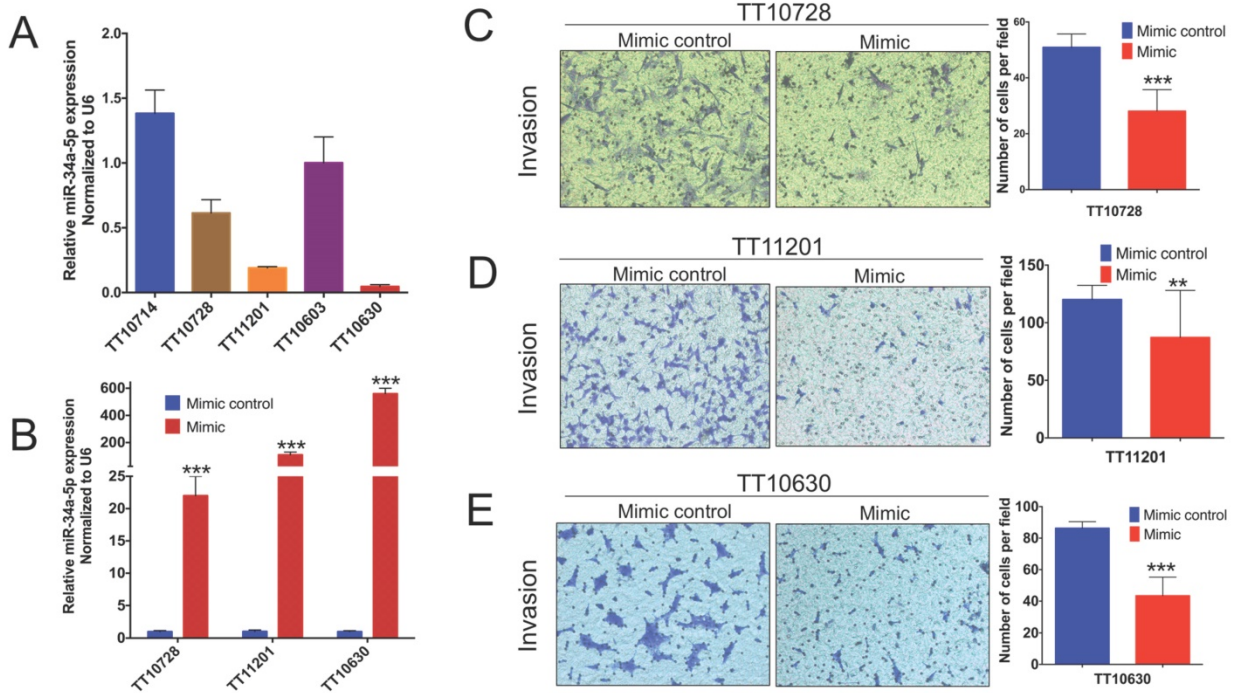 A
Relative miR-34a-5p expression
Normalized to U6
2.0
1.5
1.0
0.5
0.0
TT10714
TT10728
TT11201
TT10603
TT10630
B
Relative miR-34a-5p expression
Normalized to U6
600
400
200
25
20
15
10
5
0
Mimic control
Mimic
***
***
***
TT10728
TT11201
TT10630
C
TT10728
Mimic control
Mimic
Invasion
Number of cells per field
60
40
20
0
Mimic control
Mimic
***
TT10728
D
TT11201
Mimic control
Mimic
Invasion
Number of cells per field
150
100
50
0
Mimic control
Mimic
**
TT11201
E
TT10630
Mimic control
Mimic
Invasion
Number of cells per field
100
80
60
40
20
0
Mimic control
Mimic
***
TT10630